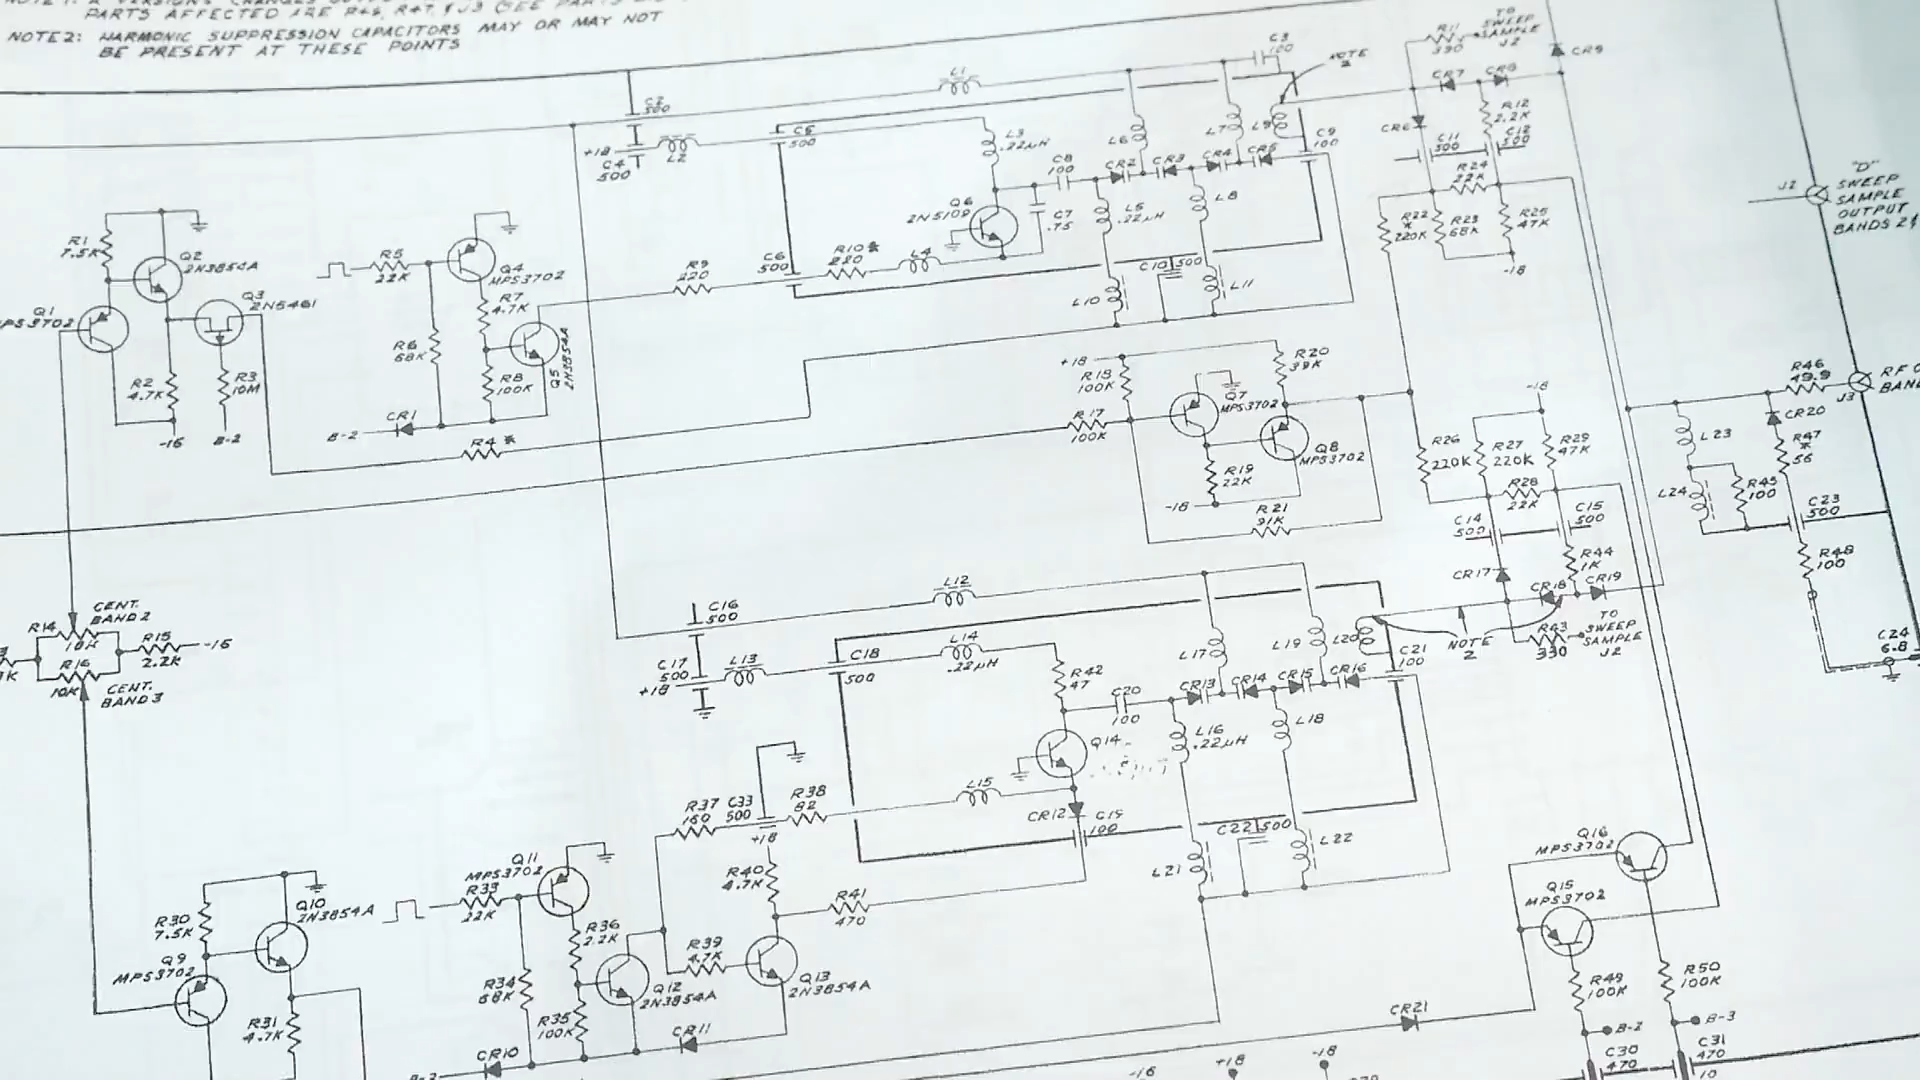 PARTS AFFECTED ARE R46, R47, & J3
NOTE 2: HARMONIC SUPPRESSION CAPACITORS MAY OR MAY NOT
BE PRESENT AT THESE POINTS
C2
500
L1
C3
100
NOTE
2
R11
390
TO
SWEEP
SAMPLE
J2
CR9
CR7
CR8
+18
C4
500
L2
C5
500
L3
.22µH
L6
L7
L9
C9
100
CR6
C11
500
R12
2.2K
C12
500
C8
100
CR2
CR3
CR4
CR5
R24
22K
Q6
2N5109
C7
.75
L5
.22µH
L8
R22
*
220K
R23
68K
R25
47K
-18
J2
"D"
SWEEP
SAMPLE
OUTPUT
R1
7.5K
Q2
2N3854A
R5
22K
Q4
MPS3702
R9
220
C6
500
R10*
220
L4
C10
500
L10
L11
Q1
MPS3702
Q3
2N5461
R7
4.7K
R6
68K
Q5
2N3854A
R2
4.7K
R3
10M
R8
100K
-16
B-2
B-2
CR1
R4*
+18
R18
100K
R20
39K
Q7
MPS3702
R17
100K
Q8
MPS3702
R19
22K
-18
R21
91K
-18
R26
220K
R27
220K
R29
47K
R28
22K
C14
500
C15
500
R44
1K
CR17
CR18
CR19
R46
49.9
J3
CR20
R47
*
56
L23
L24
R45
100
C23
500
R48
100
C24
6.8
R14
CENT.
BAND 2
10K
R15
2.2K
-16
R16
10K
CENT.
BAND 3
C16
500
L12
C17
500
+18
L13
C18
500
L14
.22µH
R42
47
C20
100
L17
L19
L20
C21
100
NOTE
2
R43
330
TO
SWEEP
SAMPLE
J2
CR13
CR14
CR15
CR16
Q14
L16
.22µH
L18
L15
CR12
C19
100
R37
160
C33
500
R38
82
+18
R40
4.7K
R41
470
C22
500
L21
L22
Q16
MPS3702
Q15
MPS3702
R30
7.5K
Q10
2N3854A
Q11
MPS3702
R33
22K
R36
2.2K
Q9
MPS3702
R34
68K
R39
4.7K
Q12
2N3854A
Q13
2N3854A
R31
4.7K
R35
100K
CR10
CR11
CR21
R49
100K
R50
100K
B-2
B-3
C30
470
C31
470
10
-16
+18
-18